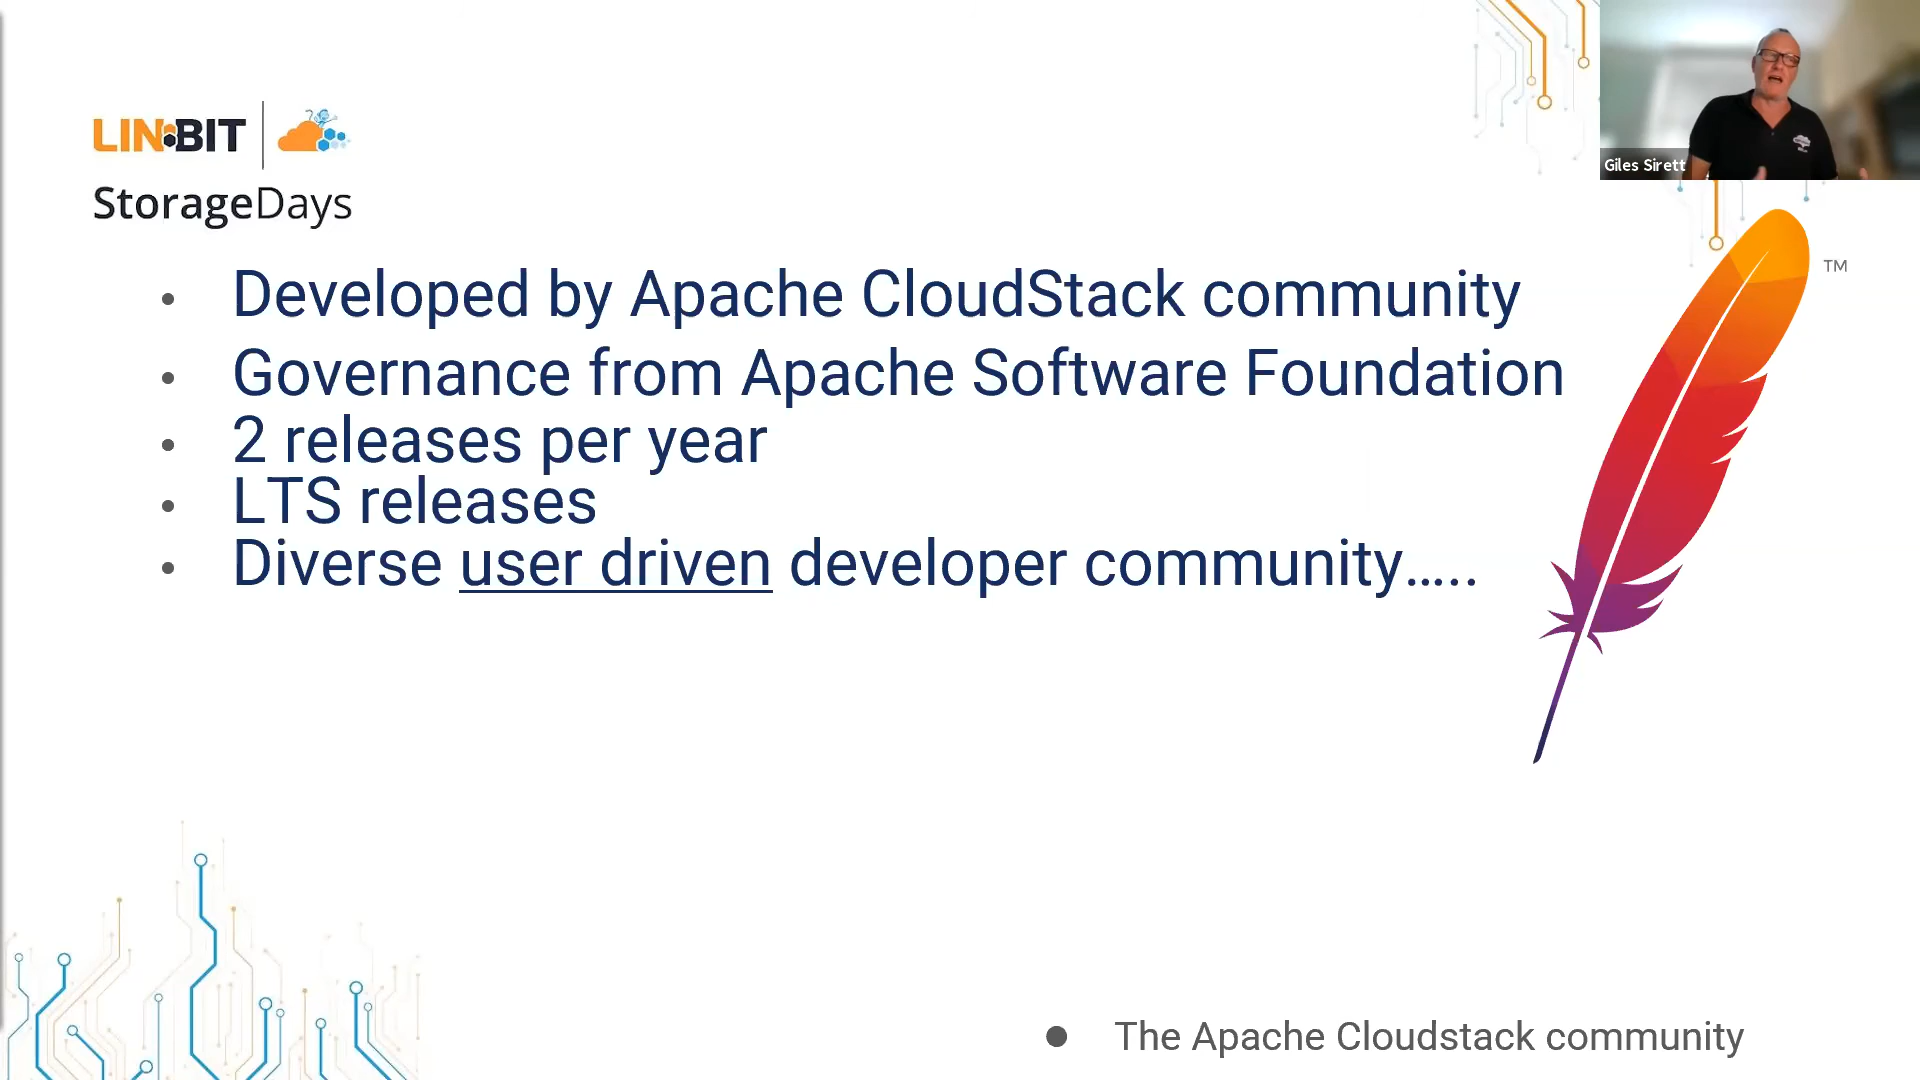 LINBIT
StorageDays
Giles Sirett
TM
• Developed by Apache CloudStack community
• Governance from Apache Software Foundation
• 2 releases per year
• LTS releases
• Diverse user driven developer community.....
• The Apache Cloudstack community